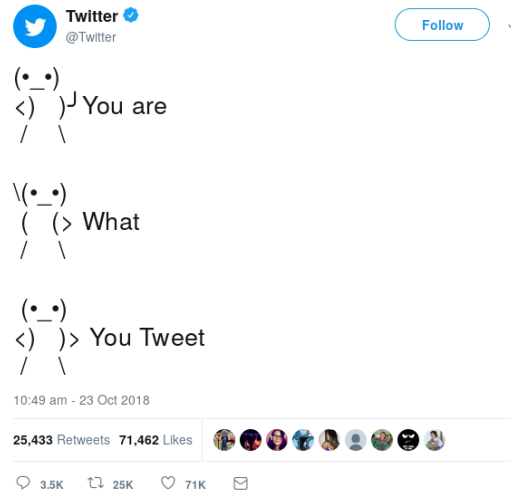 Twitter
@Twitter
Follow
(•_•)
<)   )╯You are
 /    \
\(•_•)
 (   (> What
 /    \
 (•_•)
<)   )> You Tweet
 /    \
10:49 am - 23 Oct 2018
25,433 Retweets 71,462 Likes
3.5K 25K 71K